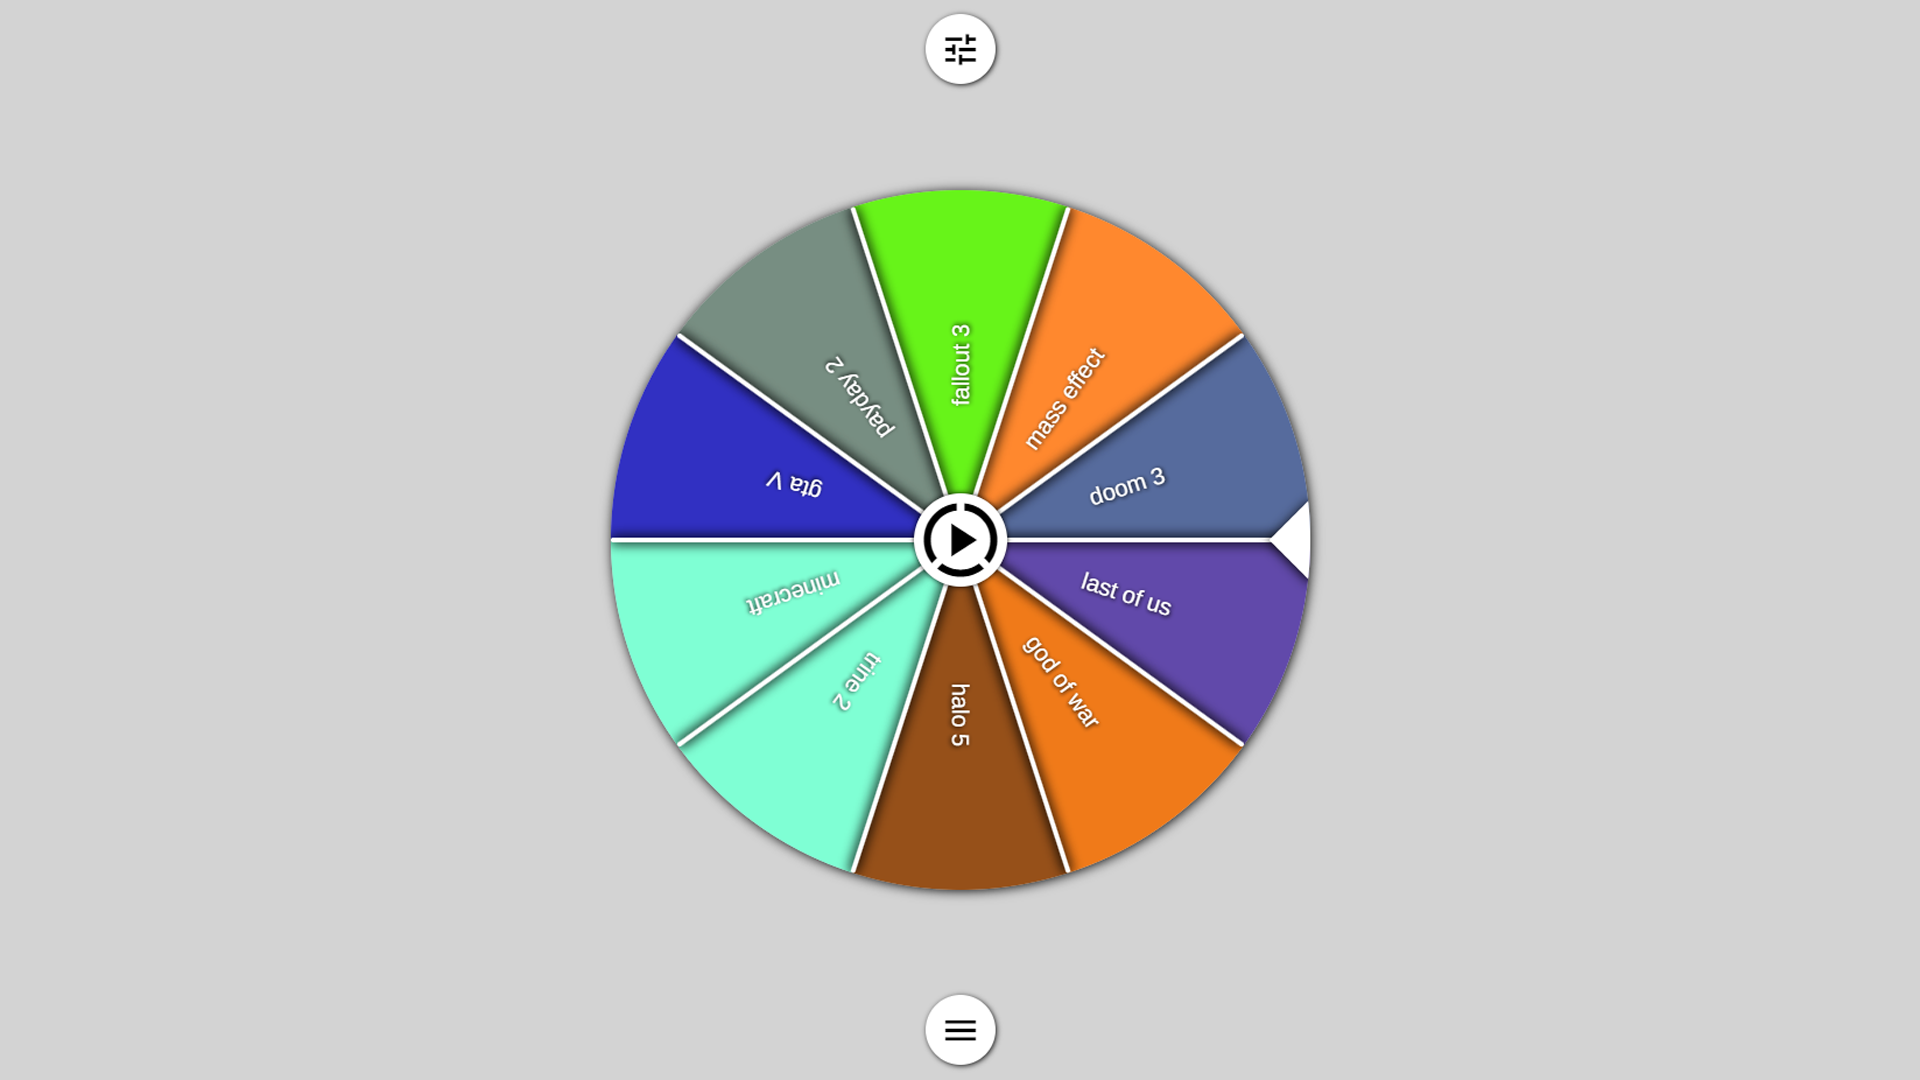 fallout 3
mass effect
doom 3
last of us
god of war
halo 5
trine 2
minecraft
gta V
payday 2